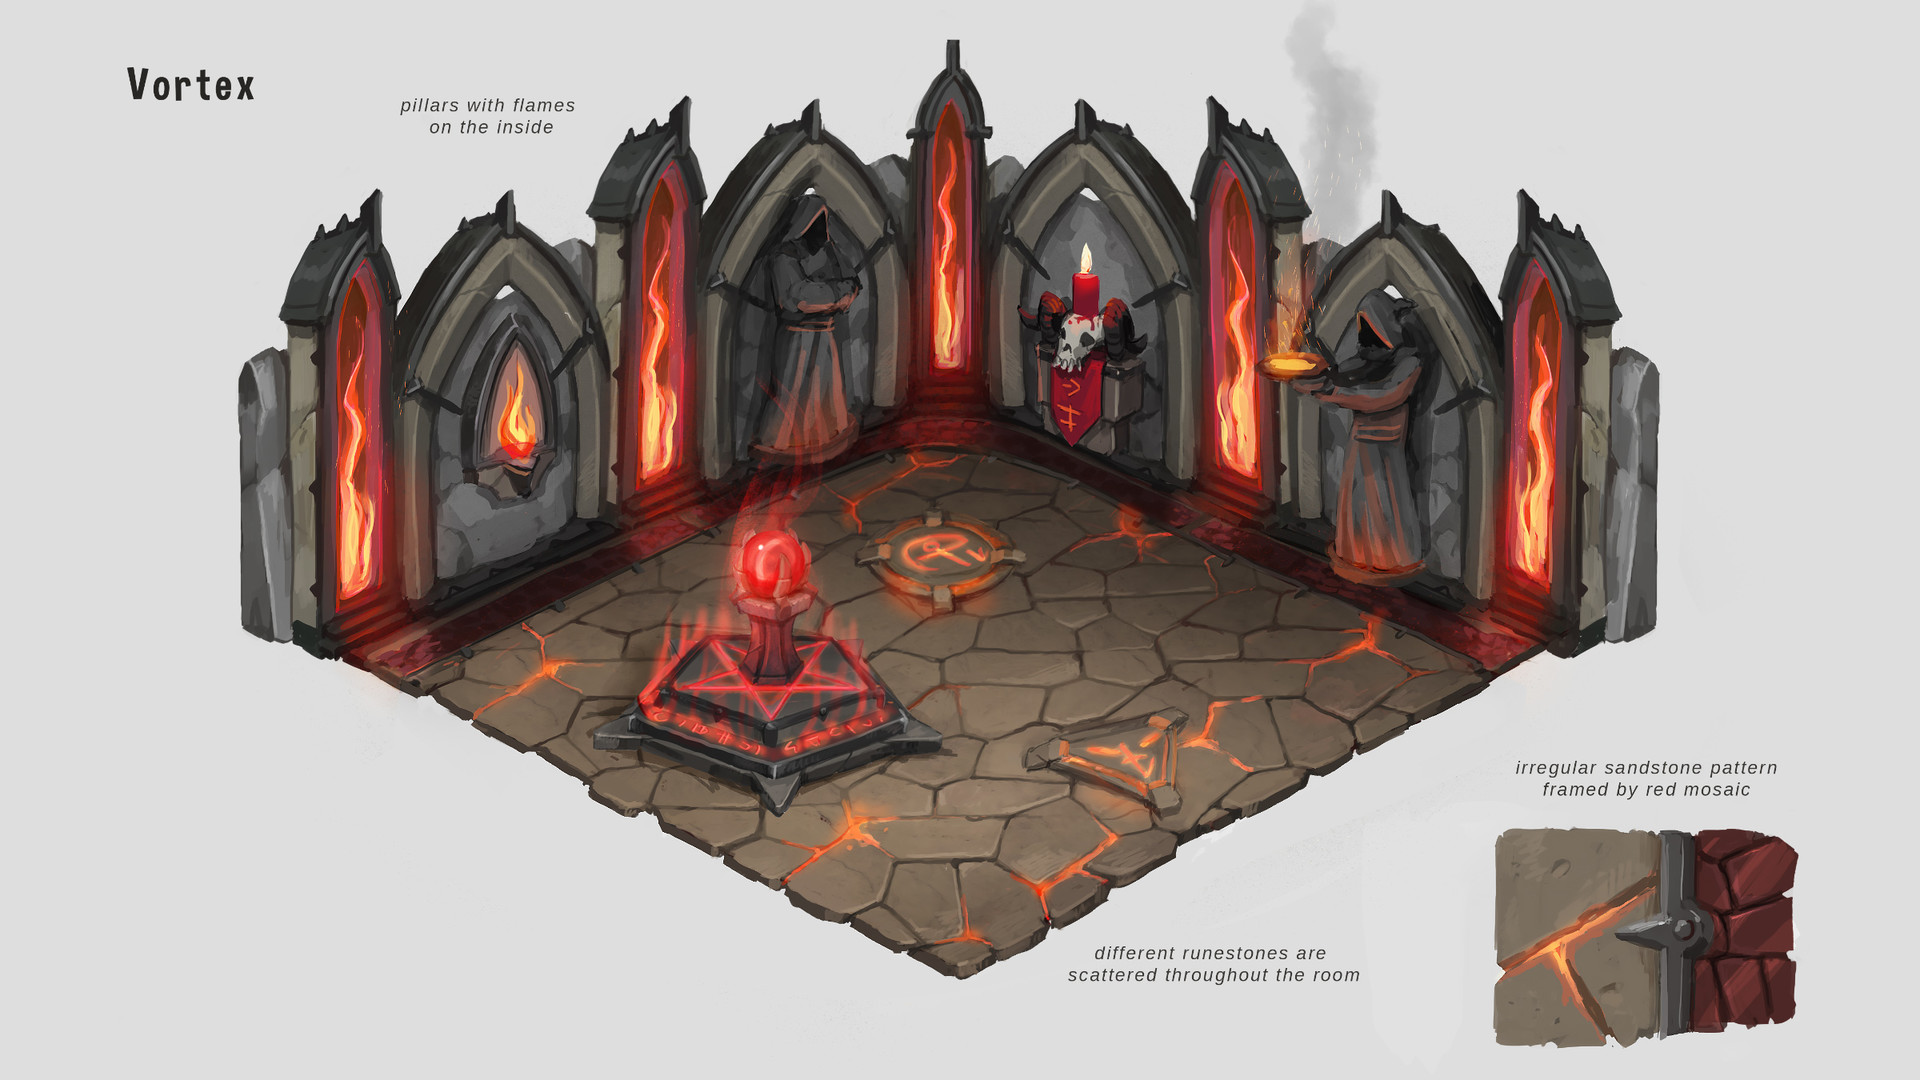 Vortex
pillars with flames
on the inside
irregular sandstone pattern
framed by red mosaic
different runestones are
scattered throughout the room